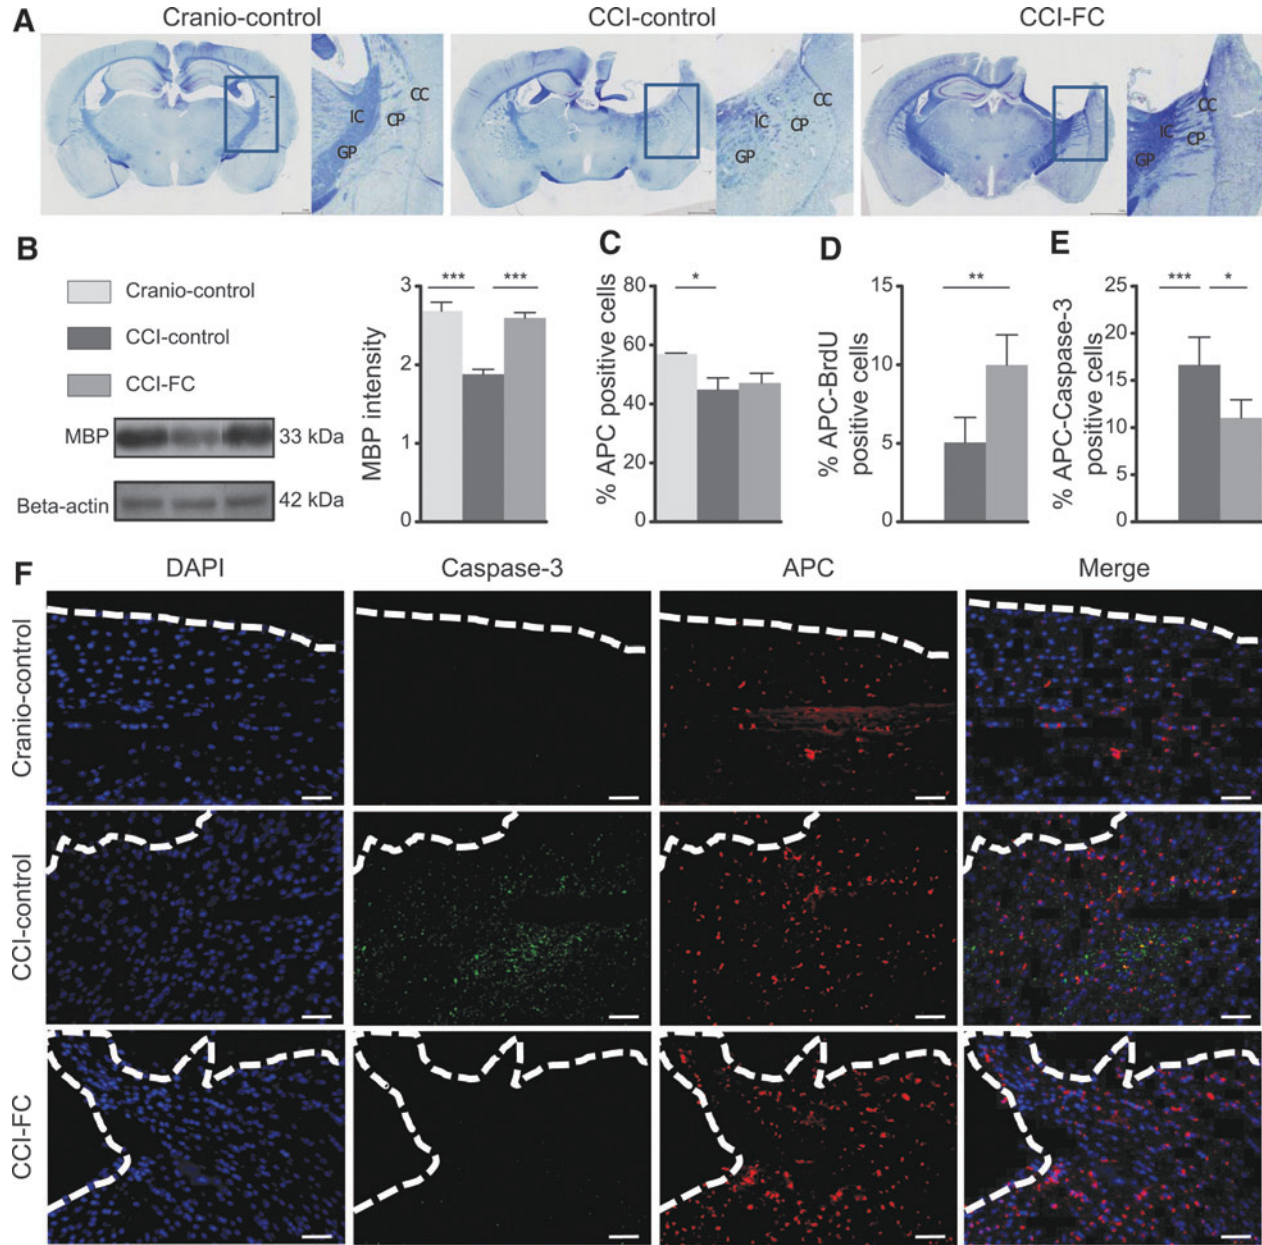 A
Cranio-control
CCI-control
CCI-FC
CC
IC
CP
GP
CC
IC
CP
GP
CC
IC
CP
GP
B
Cranio-control
CCI-control
CCI-FC
MBP
33 kDa
Beta-actin
42 kDa
MBP intensity
3
2
1
0
***
***
C
% APC positive cells
80
60
40
20
0
*
D
% APC-BrdU
positive cells
15
10
5
0
**
E
% APC-Caspase-3
positive cells
25
20
15
10
5
0
***
*
F
DAPI
Caspase-3
APC
Merge
Cranio-control
CCI-control
CCI-FC